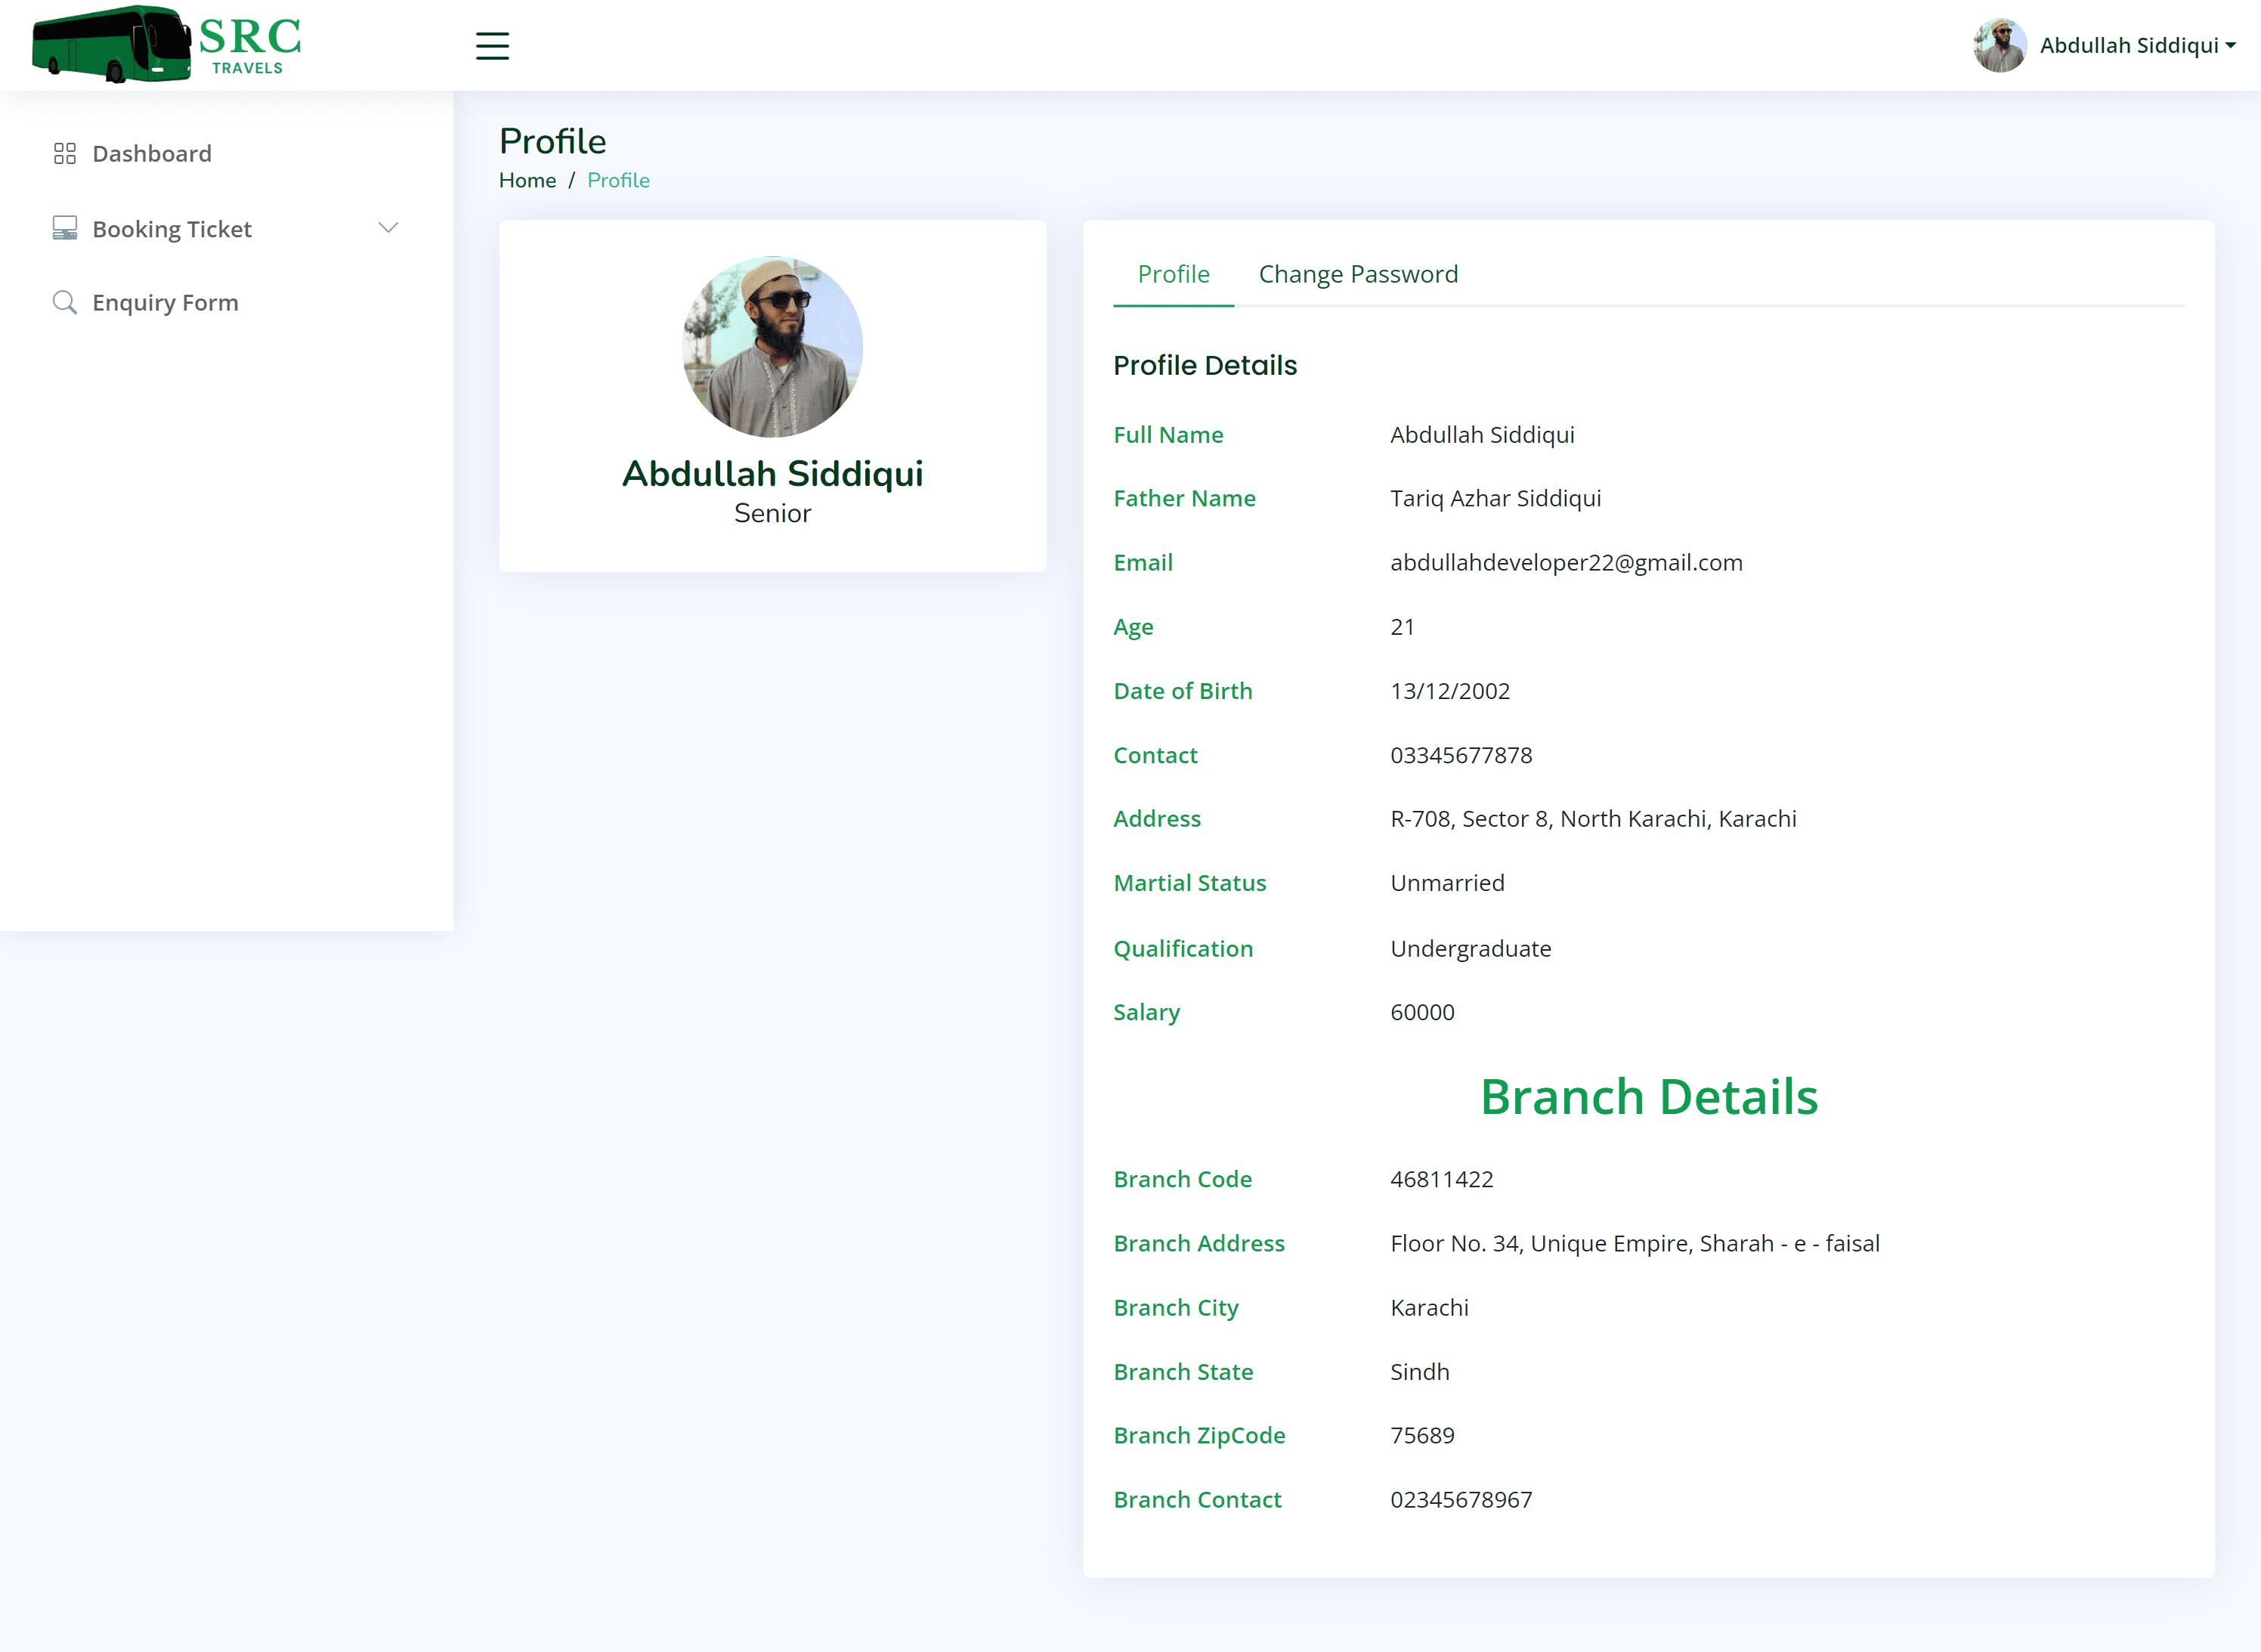 SRC
TRAVELS
Abdullah Siddiqui
Dashboard
Booking Ticket
Enquiry Form
Profile
Home / Profile
Abdullah Siddiqui
Senior
Profile Change Password
Profile Details
Full Name Abdullah Siddiqui
Father Name Tariq Azhar Siddiqui
Email abdullahdeveloper22@gmail.com
Age 21
Date of Birth 13/12/2002
Contact 03345677878
Address R-708, Sector 8, North Karachi, Karachi
Martial Status Unmarried
Qualification Undergraduate
Salary 60000
Branch Details
Branch Code 46811422
Branch Address Floor No. 34, Unique Empire, Sharah - e - faisal
Branch City Karachi
Branch State Sindh
Branch ZipCode 75689
Branch Contact 02345678967